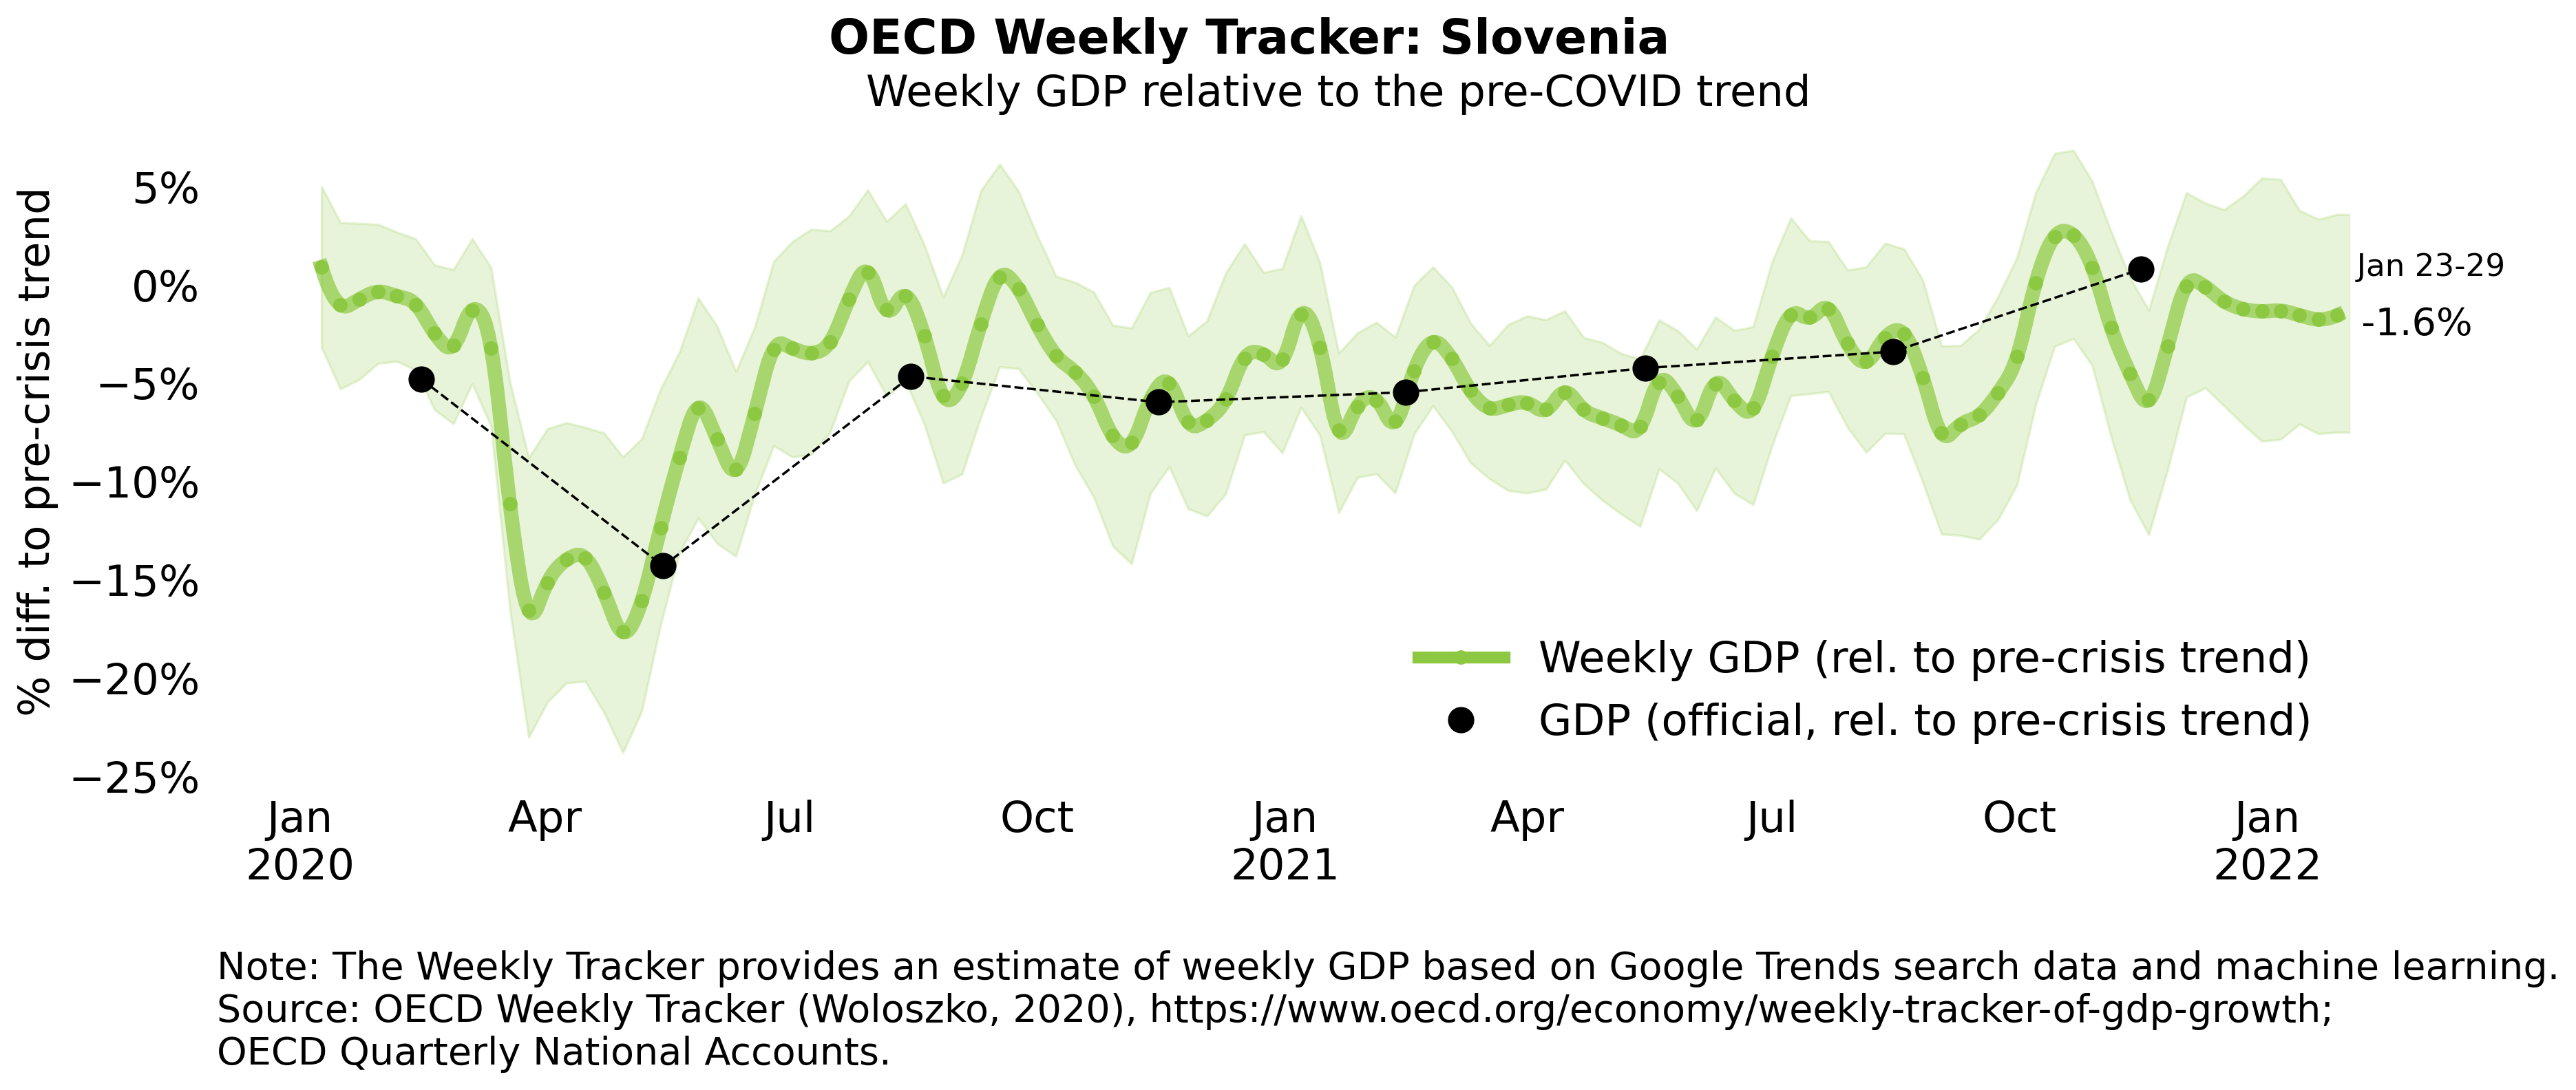 OECD Weekly Tracker: Slovenia
Weekly GDP relative to the pre-COVID trend
% diff. to pre-crisis trend
5%
0%
−5%
−10%
−15%
−20%
−25%
Jan 23-29
-1.6%
Weekly GDP (rel. to pre-crisis trend)
GDP (official, rel. to pre-crisis trend)
Jan Apr Jul Oct Jan Apr Jul Oct Jan
2020 2021 2022
Note: The Weekly Tracker provides an estimate of weekly GDP based on Google Trends search data and machine learning.
Source: OECD Weekly Tracker (Woloszko, 2020), https://www.oecd.org/economy/weekly-tracker-of-gdp-growth;
OECD Quarterly National Accounts.